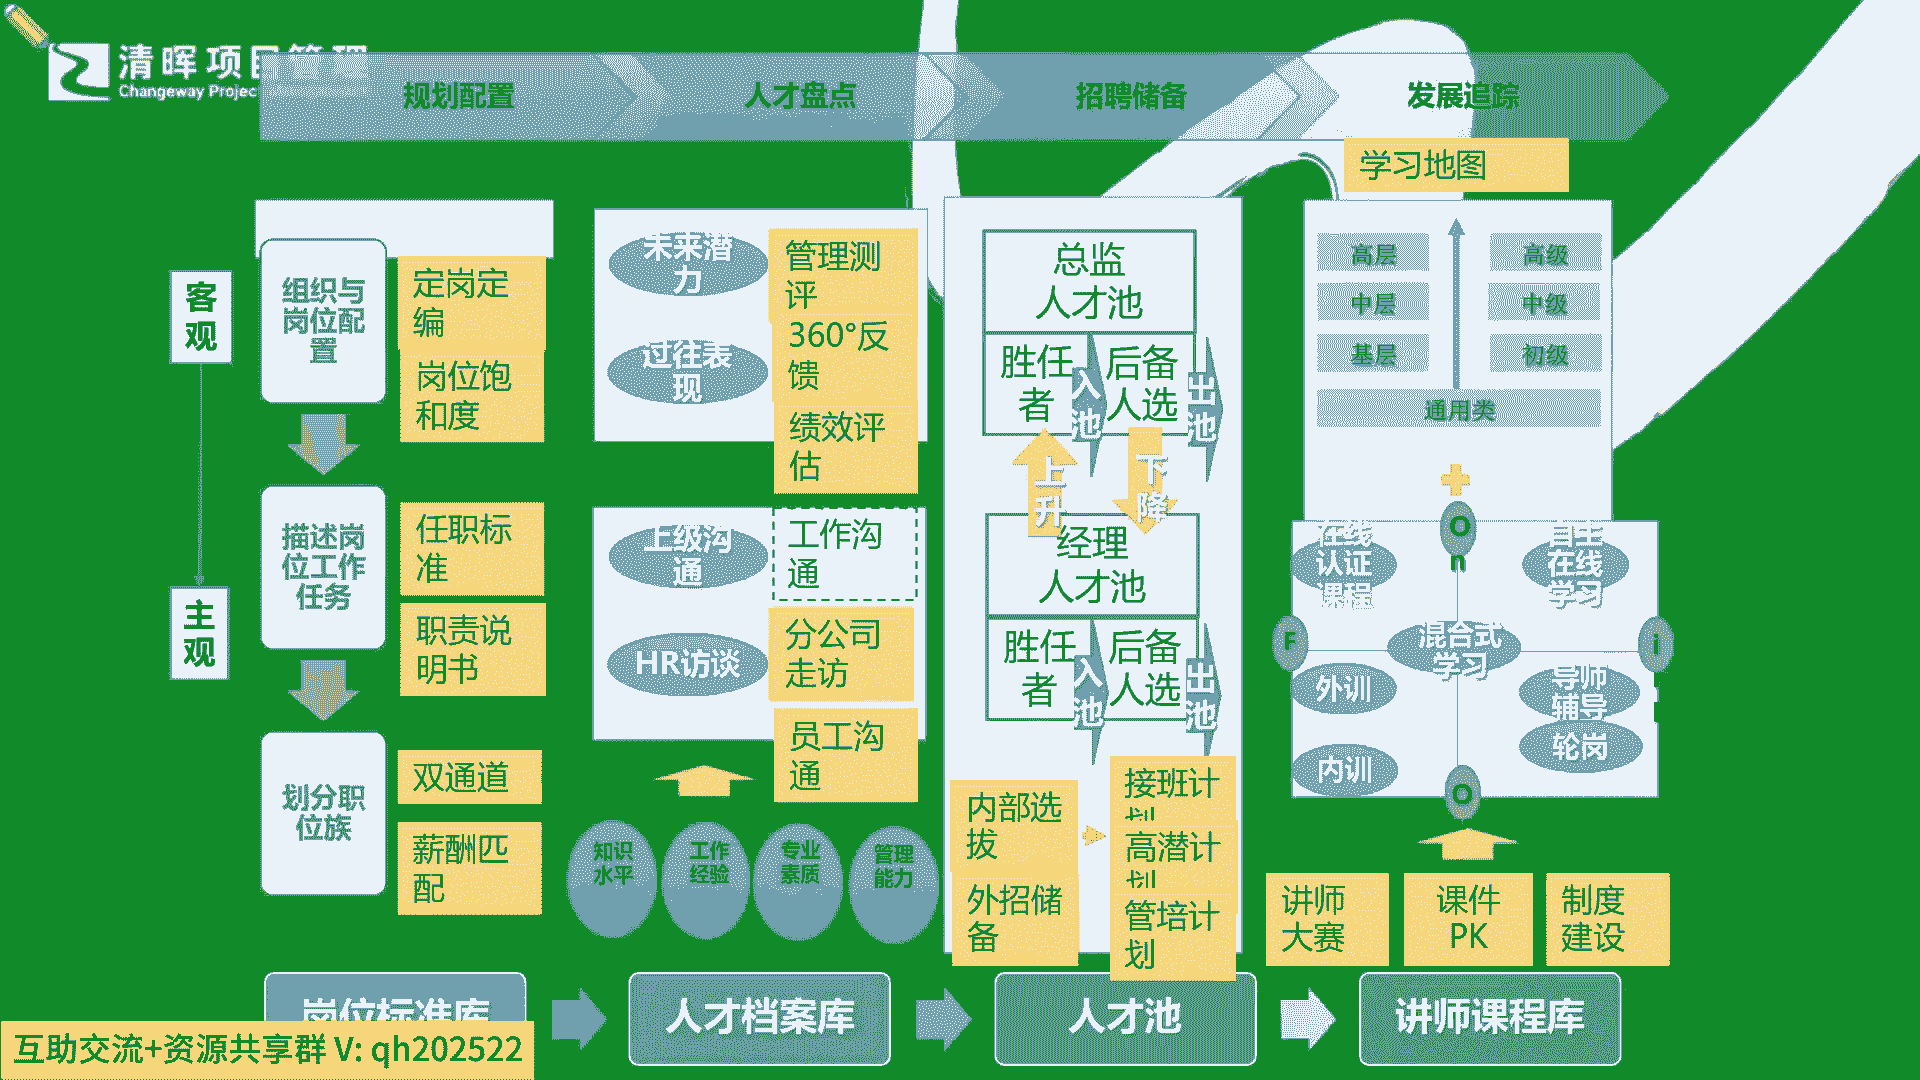 清晖项目管理
Changeway Projec
规划配置
人才盘点
招聘储备
发展追踪
学习地图
客
观
主
观
组织与
岗位配
置
定岗定
编
岗位饱
和度
描述岗
位工作
任务
任职标
准
职责说
明书
划分职
位族
双通道
薪酬匹
配
未来潜
力
过往表
现
管理测
评
360°反
馈
绩效评
估
上级沟
通
HR访谈
工作沟
通
分公司
走访
员工沟
通
知识
水平
工作
经验
专业
素质
管理
能力
总监
人才池
胜任
者
入
池
后备
人选
出
池
上
升
下
降
经理
人才池
胜任
者
入
池
后备
人选
出
池
内部选
拔
外招储
备
接班计
划
高潜计
划
管培计
划
高层
中层
基层
高级
中级
初级
通用类
O
n
在线
认证
课程
自主
在线
学习
F
混合式
学习
i
外训
内训
导师
辅导
轮岗
O
讲师
大赛
课件
PK
制度
建设
岗位标准库
人才档案库
人才池
讲师课程库
互助交流+资源共享群 V: qh202522